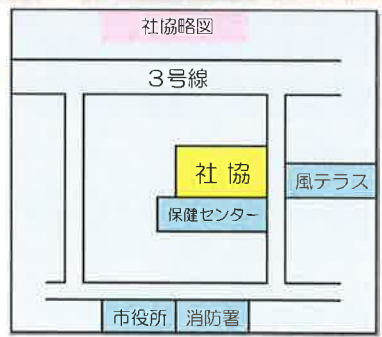 社協略図
３号線
社協
風テラス
保健センター
市役所
消防署